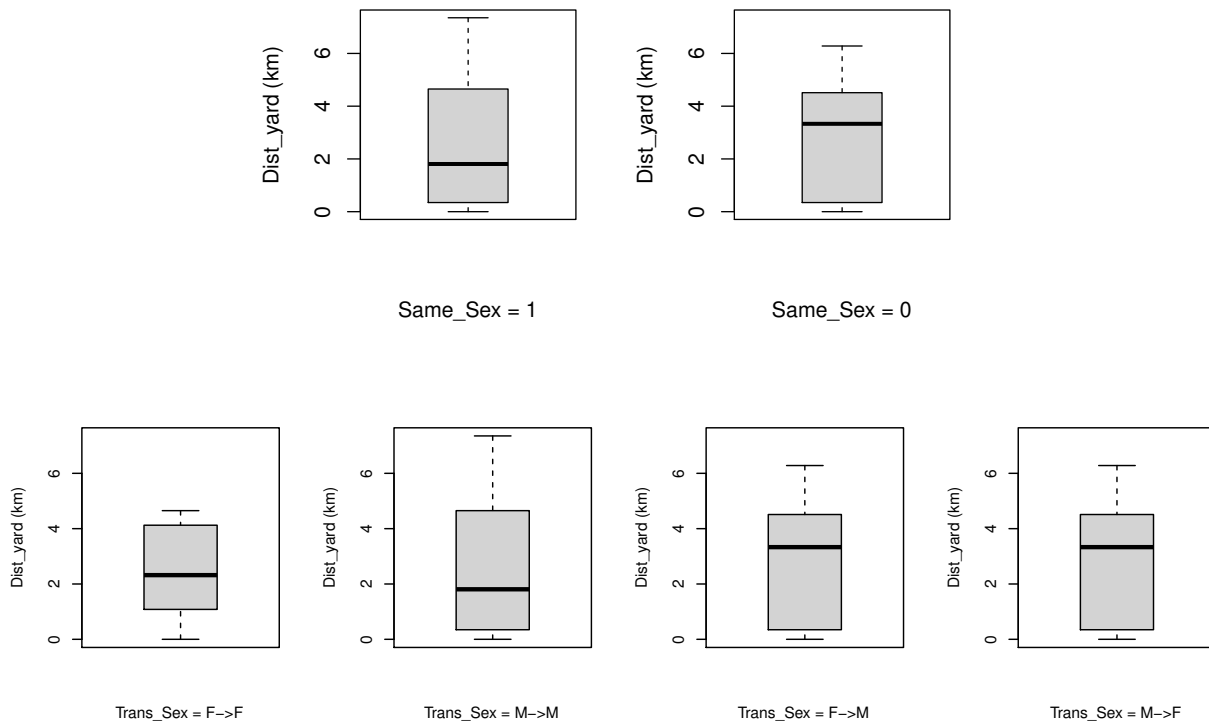 Dist_yard (km)
0
2
4
6
Same_Sex = 1
Dist_yard (km)
0
2
4
6
Same_Sex = 0
Dist_yard (km)
0
2
4
6
Trans_Sex = F−>F
Dist_yard (km)
0
2
4
6
Trans_Sex = M−>M
Dist_yard (km)
0
2
4
6
Trans_Sex = F−>M
Dist_yard (km)
0
2
4
6
Trans_Sex = M−>F